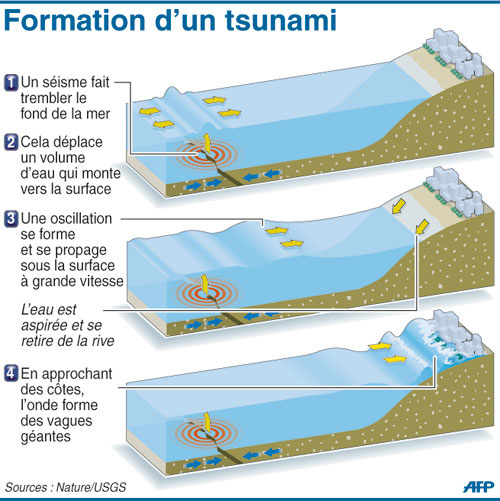 Formation d'un tsunami
1 Un séisme fait
trembler le
fond de la mer
2 Cela déplace
un volume
d'eau qui monte
vers la surface
3 Une oscillation
se forme
et se propage
sous la surface
à grande vitesse
L'eau est
aspirée et se
retire de la rive
4 En approchant
des côtes,
l'onde forme
des vagues
géantes
Sources : Nature/USGS
AFP